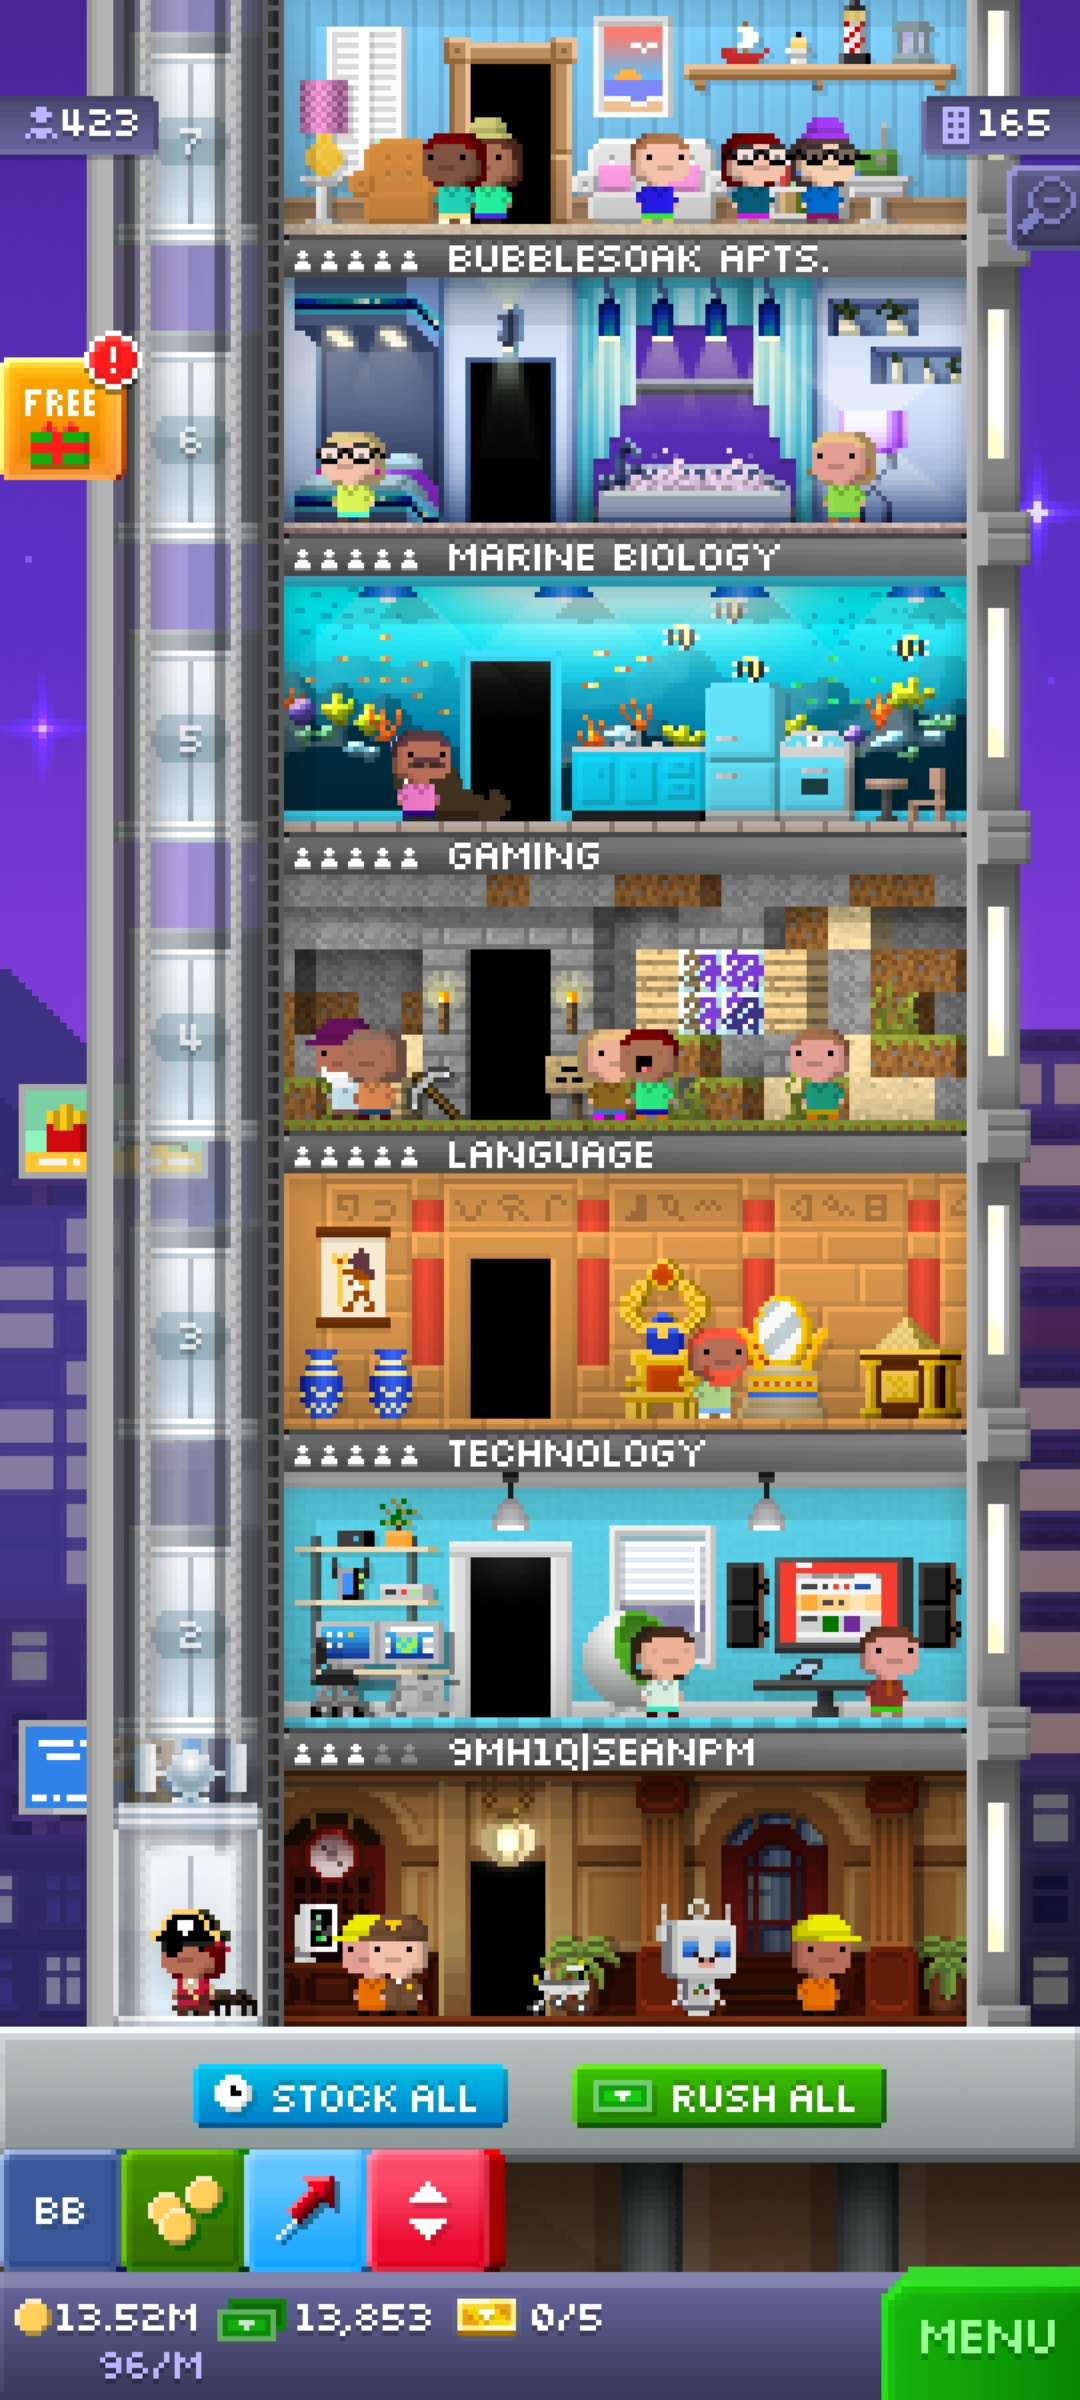 423
165
7
BUBBLESOAK APTS.
FREE
!
6
MARINE BIOLOGY
5
GAMING
4
LANGUAGE
3
TECHNOLOGY
2
9MH1Q|SEANPM
STOCK ALL
RUSH ALL
BB
13.52M
13,853
0/5
96/M
MENU